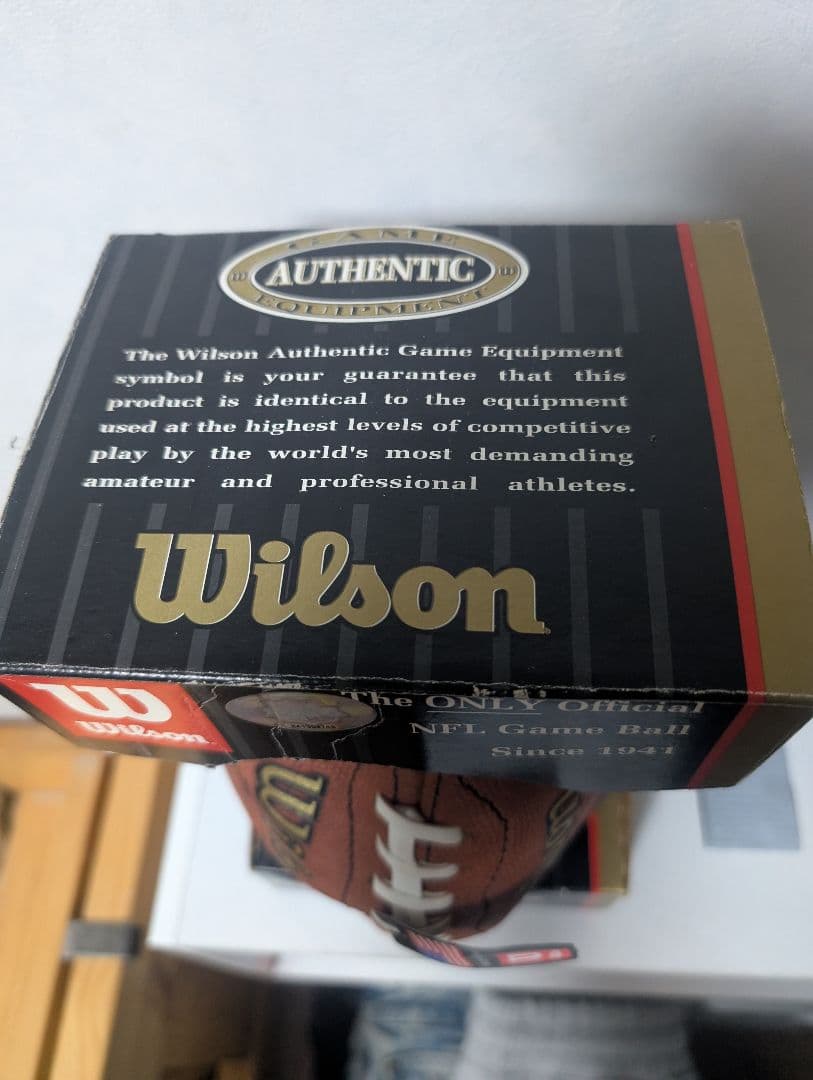 GAME
AUTHENTIC
EQUIPMENT
The Wilson Authentic Game Equipment
symbol is your guarantee that this
product is identical to the equipment
used at the highest levels of competitive
play by the world's most demanding
amateur and professional athletes.
Wilson
W
Wilson
The ONLY Official
NFL Game Ball
Since 1941